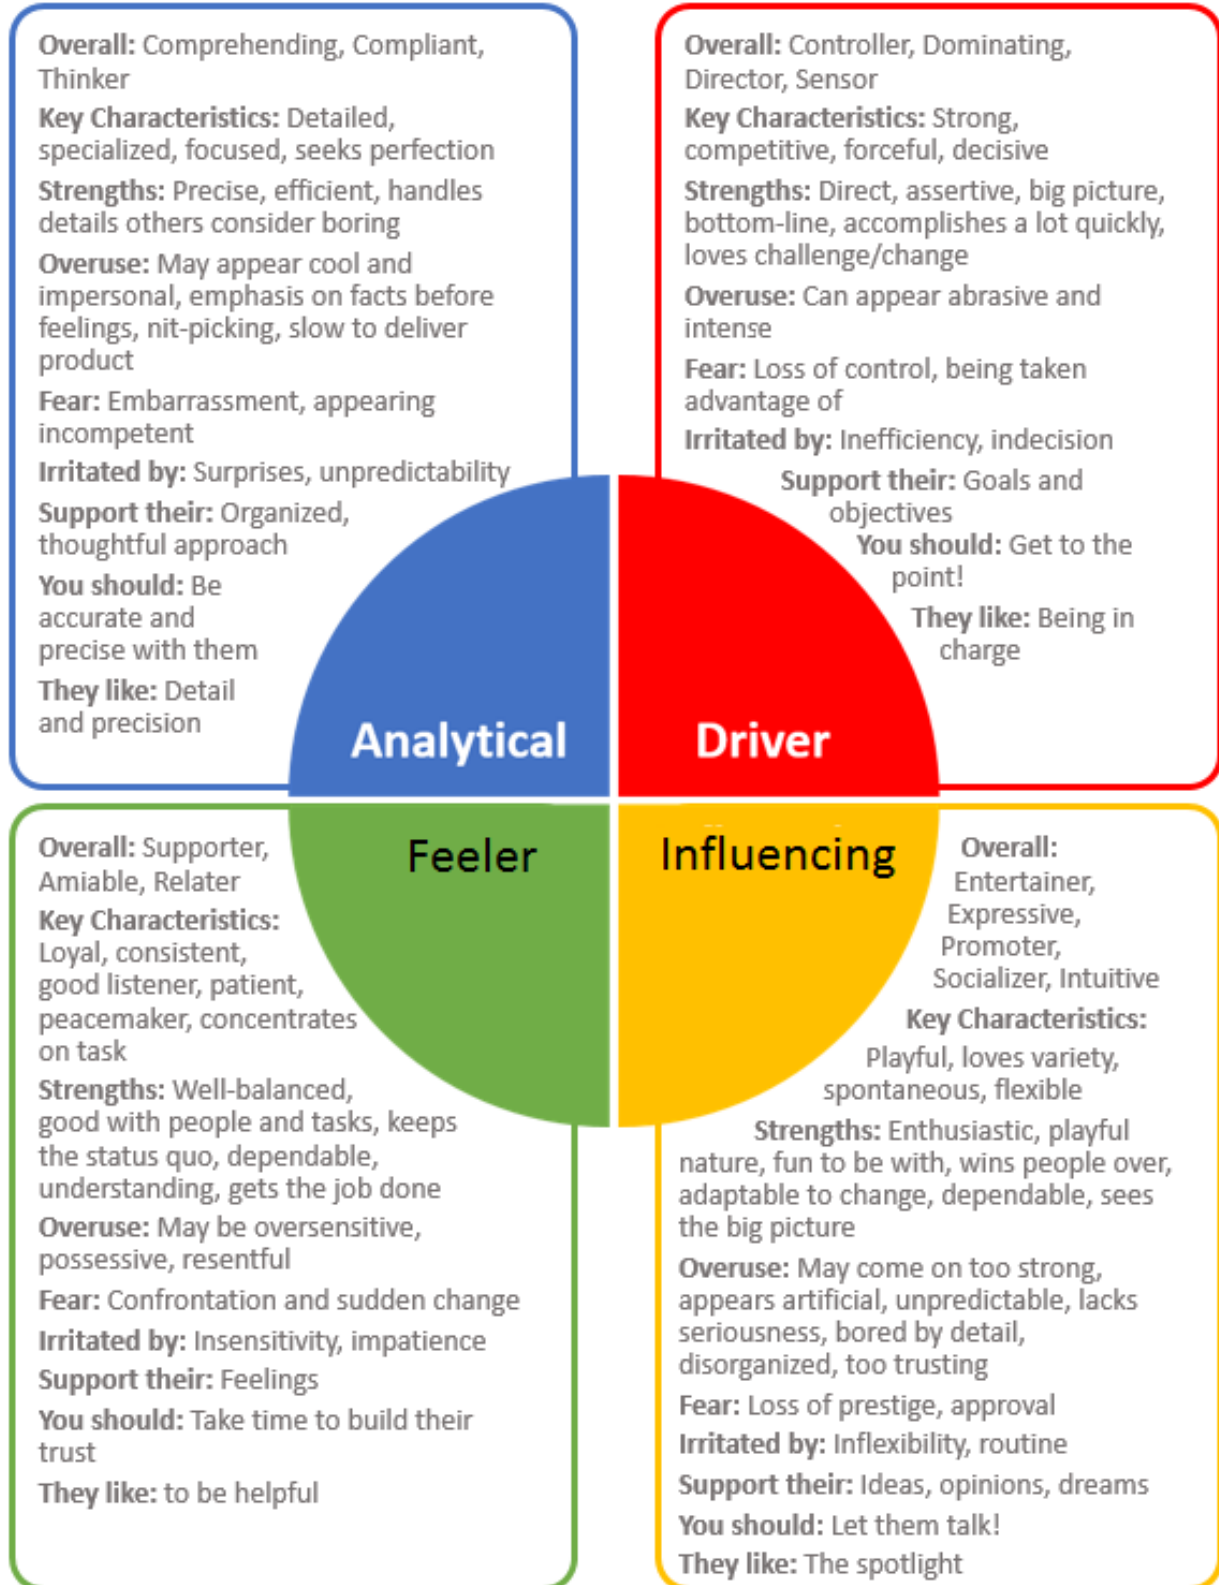 Overall: Comprehending, Compliant,
Thinker
Key Characteristics: Detailed,
specialized, focused, seeks perfection
Strengths: Precise, efficient, handles
details others consider boring
Overuse: May appear cool and
impersonal, emphasis on facts before
feelings, nit-picking, slow to deliver
product
Fear: Embarrassment, appearing
incompetent
Irritated by: Surprises, unpredictability
Support their: Organized,
thoughtful approach
You should: Be
accurate and
precise with them
They like: Detail
and precision
Analytical
Overall: Controller, Dominating,
Director, Sensor
Key Characteristics: Strong,
competitive, forceful, decisive
Strengths: Direct, assertive, big picture,
bottom-line, accomplishes a lot quickly,
loves challenge/change
Overuse: Can appear abrasive and
intense
Fear: Loss of control, being taken
advantage of
Irritated by: Inefficiency, indecision
Support their: Goals and
objectives
You should: Get to the
point!
They like: Being in
charge
Driver
Feeler
Overall: Supporter,
Amiable, Relater
Key Characteristics:
Loyal, consistent,
good listener, patient,
peacemaker, concentrates
on task
Strengths: Well-balanced,
good with people and tasks, keeps
the status quo, dependable,
understanding, gets the job done
Overuse: May be oversensitive,
possessive, resentful
Fear: Confrontation and sudden change
Irritated by: Insensitivity, impatience
Support their: Feelings
You should: Take time to build their
trust
They like: to be helpful
Influencing
Overall:
Entertainer,
Expressive,
Promoter,
Socializer, Intuitive
Key Characteristics:
Playful, loves variety,
spontaneous, flexible
Strengths: Enthusiastic, playful
nature, fun to be with, wins people over,
adaptable to change, dependable, sees
the big picture
Overuse: May come on too strong,
appears artificial, unpredictable, lacks
seriousness, bored by detail,
disorganized, too trusting
Fear: Loss of prestige, approval
Irritated by: Inflexibility, routine
Support their: Ideas, opinions, dreams
You should: Let them talk!
They like: The spotlight